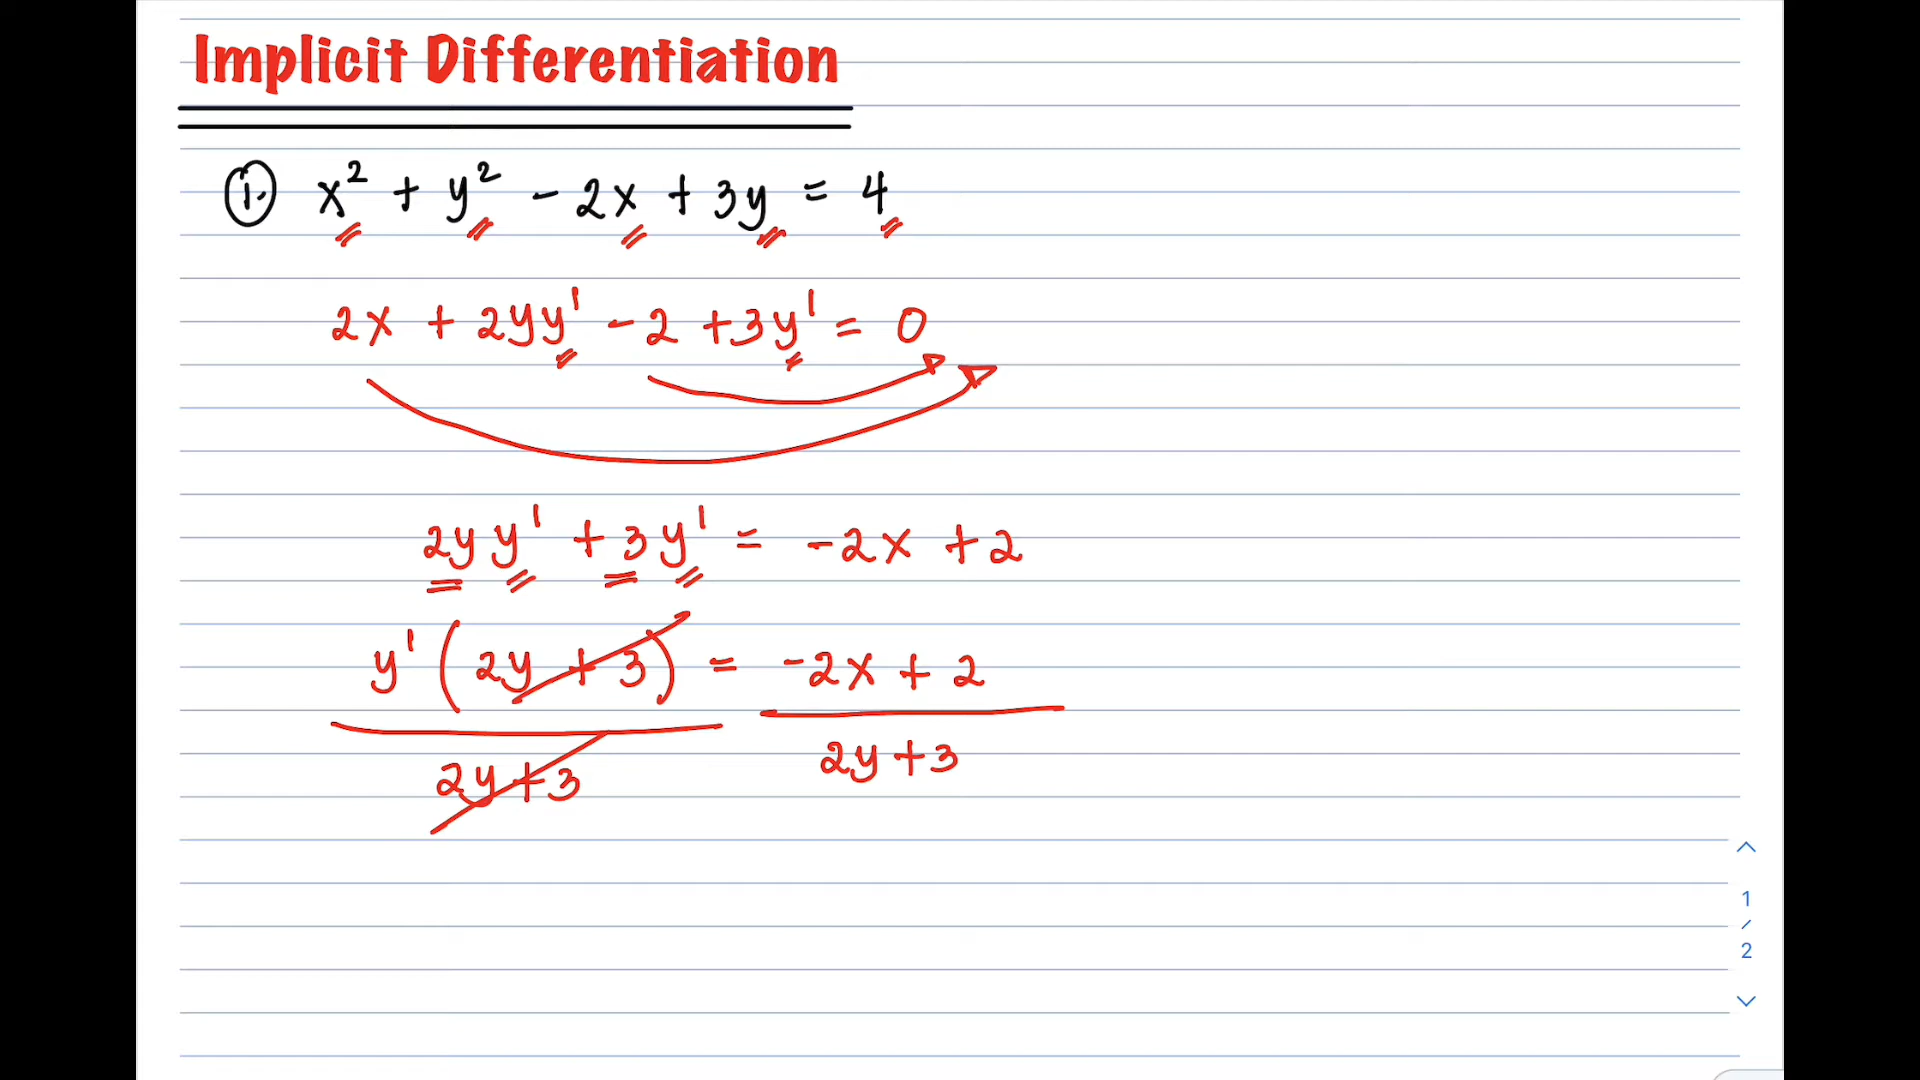 Implicit Differentiation
1. x² + y² - 2x + 3y = 4
2x + 2yy' - 2 + 3y' = 0
2yy' + 3y' = -2x + 2
y' (2y + 3) = -2x + 2
2y+3 2y+3
1
/
2